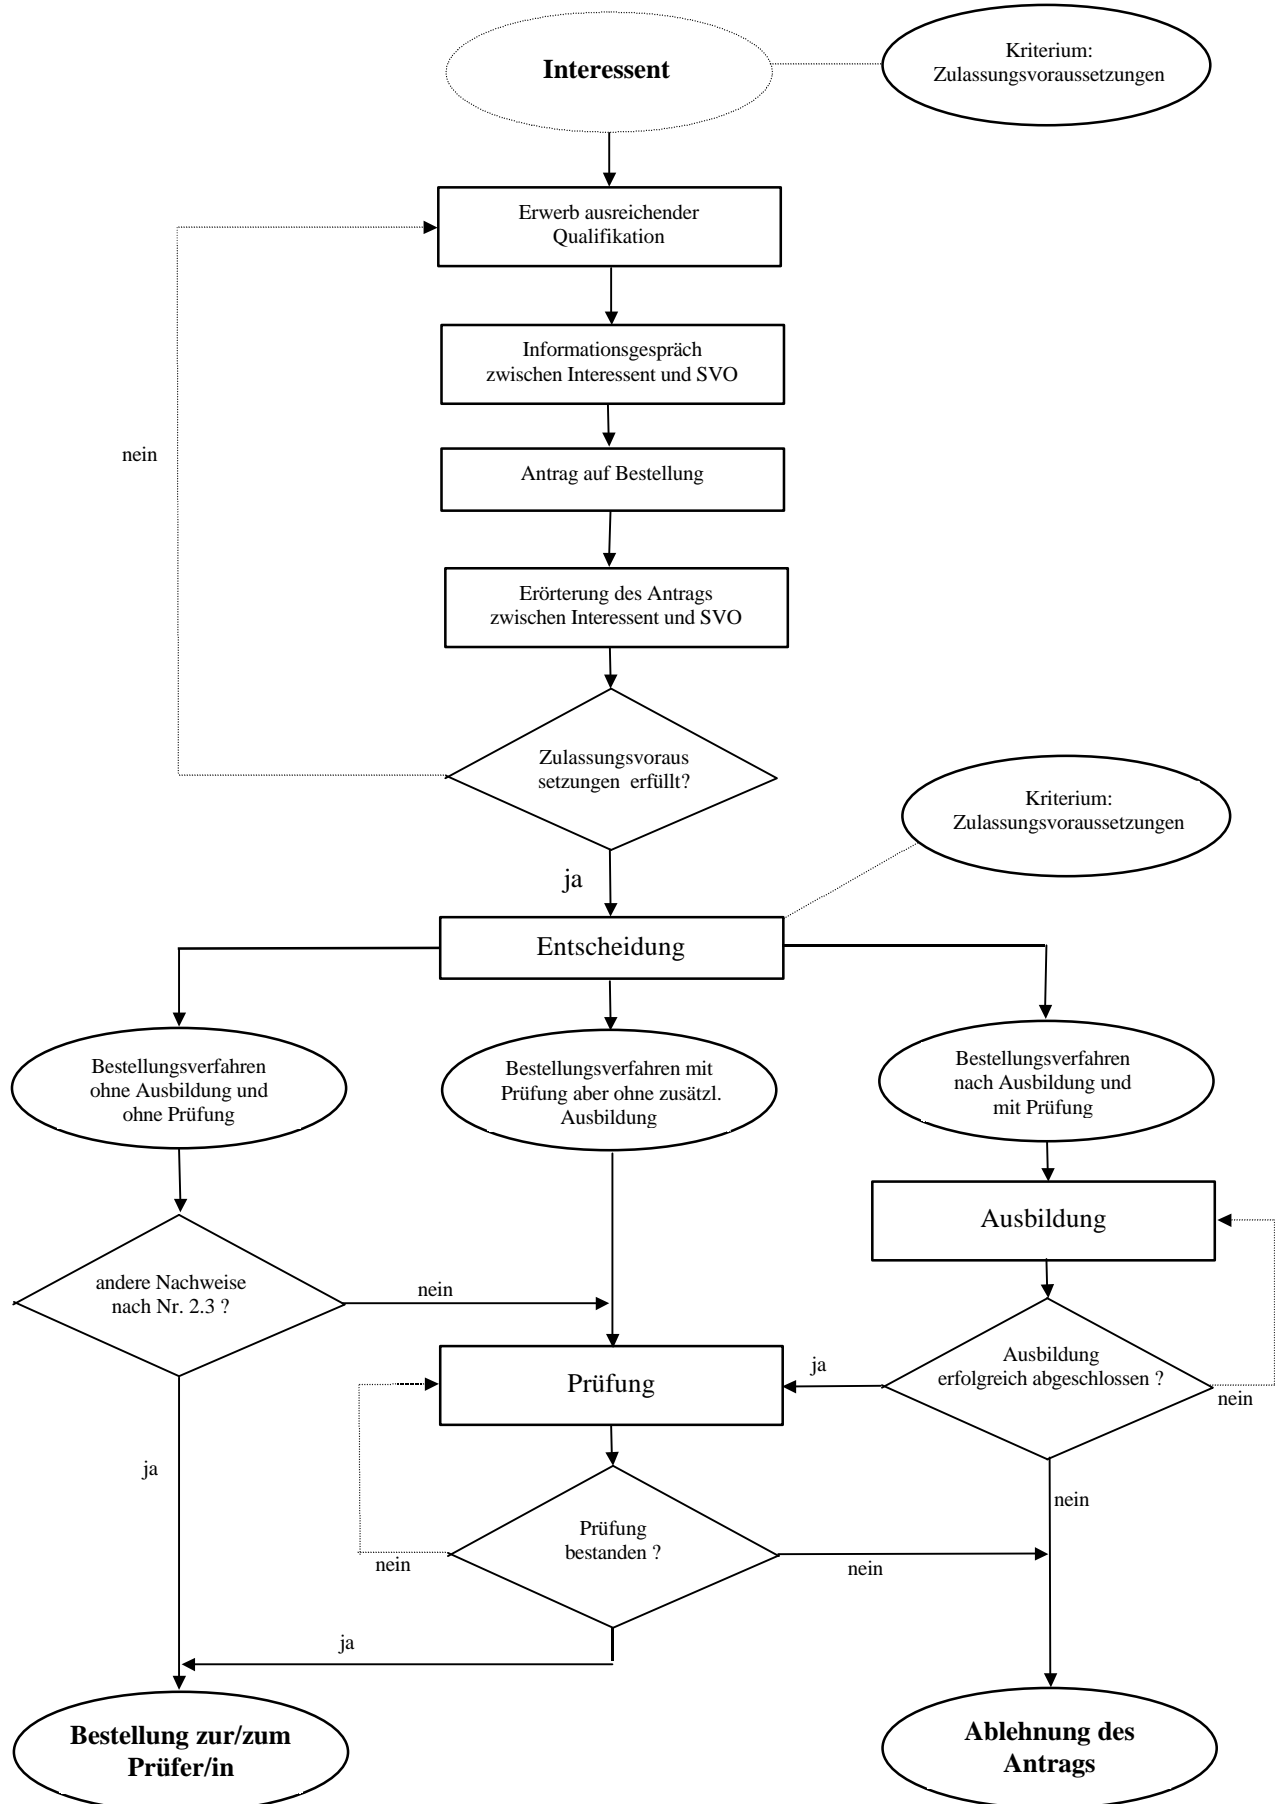 Interessent
Kriterium:
Zulassungsvoraussetzungen
Erwerb ausreichender
Qualifikation
Informationsgespräch
zwischen Interessent und SVO
nein
Antrag auf Bestellung
Erörterung des Antrags
zwischen Interessent und SVO
Zulassungsvoraus
setzungen erfüllt?
Kriterium:
Zulassungsvoraussetzungen
ja
Entscheidung
Bestellungsverfahren
ohne Ausbildung und
ohne Prüfung
Bestellungsverfahren mit
Prüfung aber ohne zusätzl.
Ausbildung
Bestellungsverfahren
nach Ausbildung und
mit Prüfung
Ausbildung
andere Nachweise
nach Nr. 2.3 ?
nein
Prüfung
ja
Ausbildung
erfolgreich abgeschlossen ?
nein
ja
nein
Prüfung
bestanden ?
nein
nein
ja
Bestellung zur/zum
Prüfer/in
Ablehnung des
Antrags